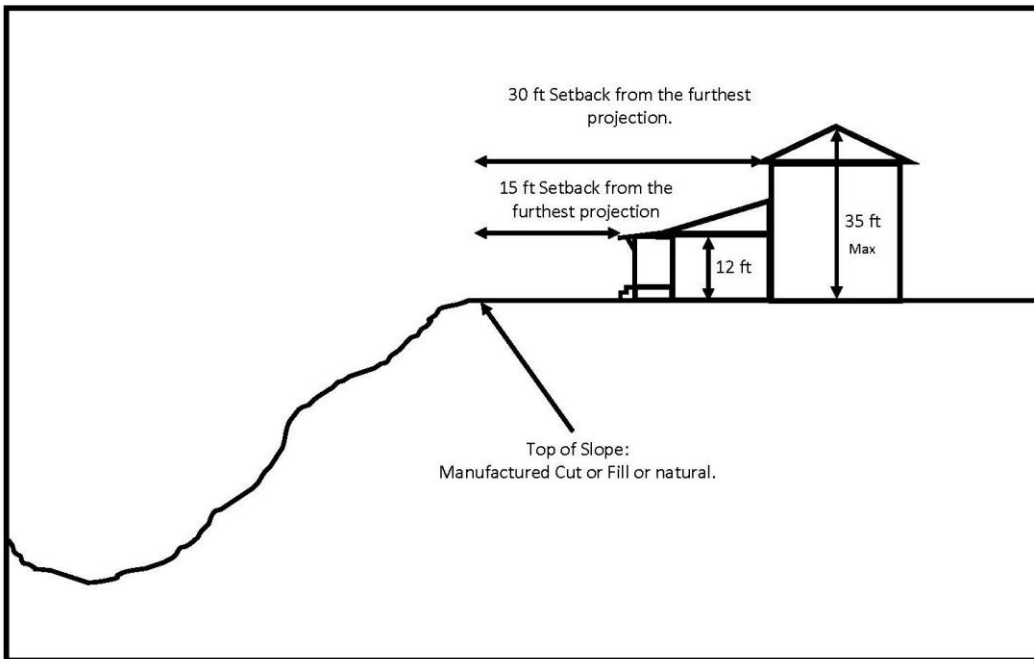 30 ft Setback from the furthest
projection.
15 ft Setback from the
furthest projection
35 ft
Max
12 ft
Top of Slope:
Manufactured Cut or Fill or natural.